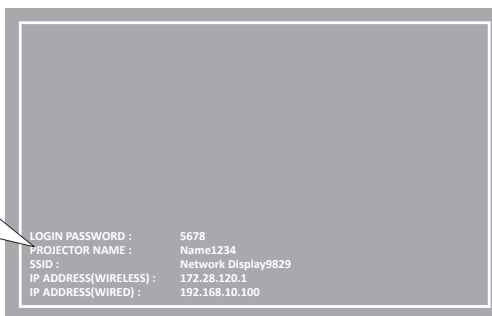 LOGIN PASSWORD : 5678
PROJECTOR NAME : Name1234
SSID : Network Display9829
IP ADDRESS(WIRELESS) : 172.28.120.1
IP ADDRESS(WIRED) : 192.168.10.100